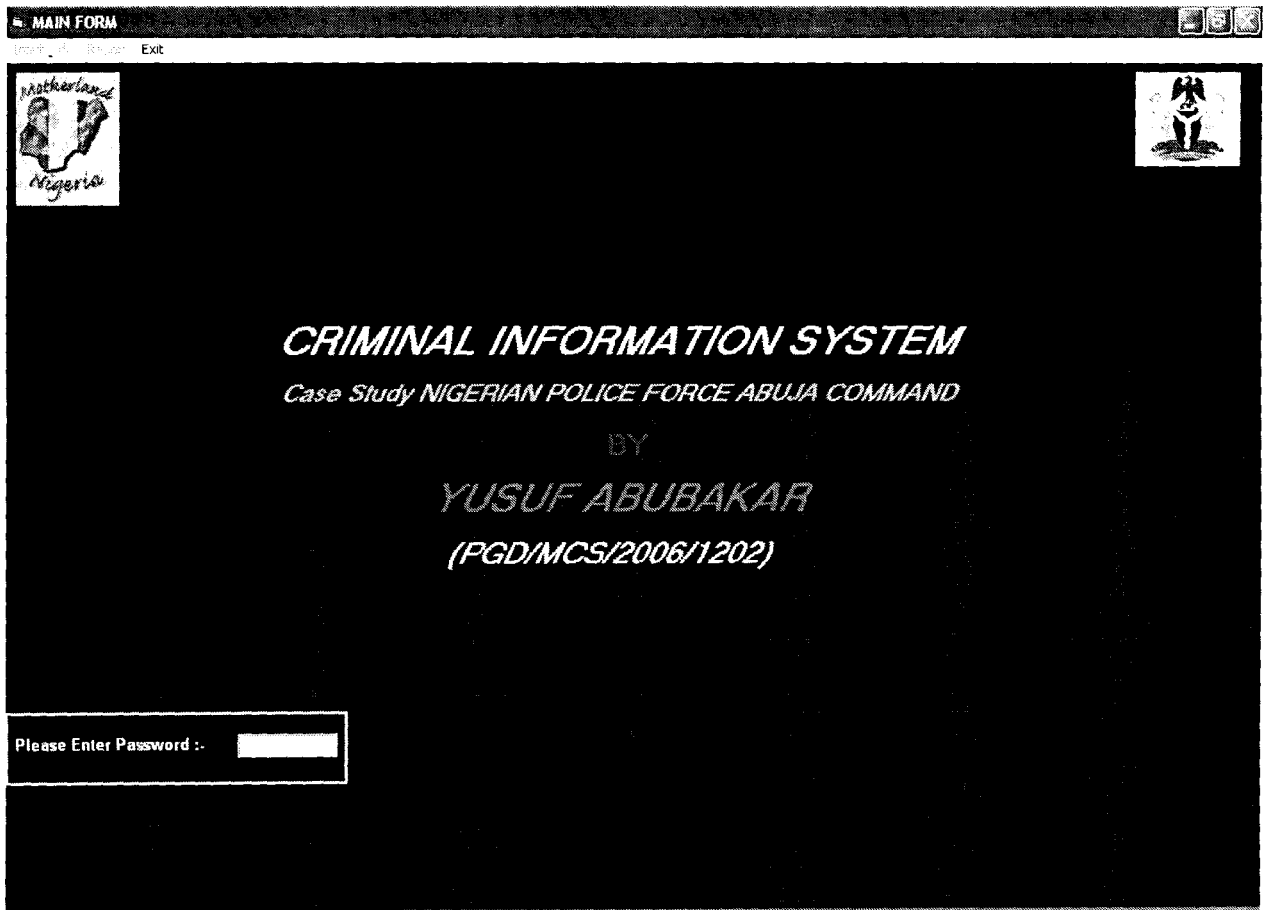 MAIN FORM
Exit
Motherland
Nigeria
CRIMINAL INFORMATION SYSTEM
Case Study NIGERIAN POLICE FORCE ABUJA COMMAND
BY
YUSUF ABUBAKAR
(PGD/MCS/2006/1202)
Please Enter Password :-